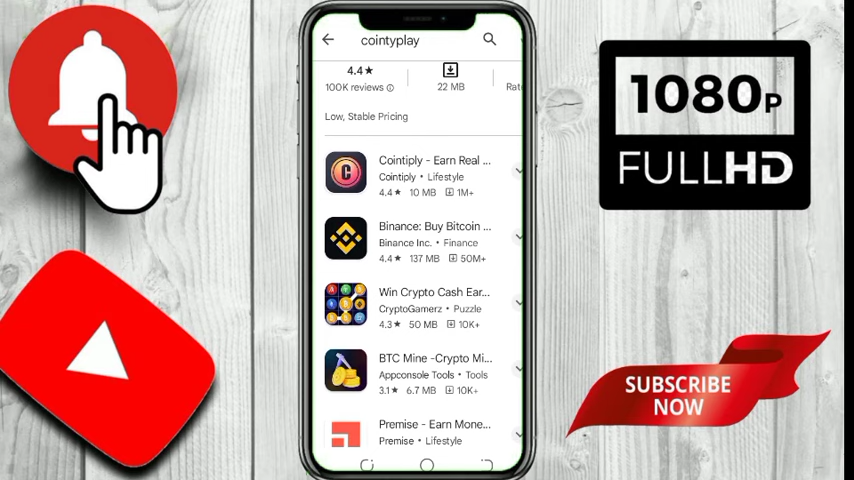 cointyplay
4.4★
100K reviews
22 MB
Rate
Low, Stable Pricing
Cointiply - Earn Real ...
Cointiply • Lifestyle
4.4★ 10 MB 1M+
Binance: Buy Bitcoin ...
Binance Inc. • Finance
4.4★ 137 MB 50M+
Win Crypto Cash Ear...
CryptoGamerz • Puzzle
4.3★ 50 MB 10K+
BTC Mine -Crypto Mi...
Appconsole Tools • Tools
3.1★ 6.7 MB 10K+
Premise - Earn Mone...
Premise • Lifestyle
1080P
FULLHD
SUBSCRIBE
NOW